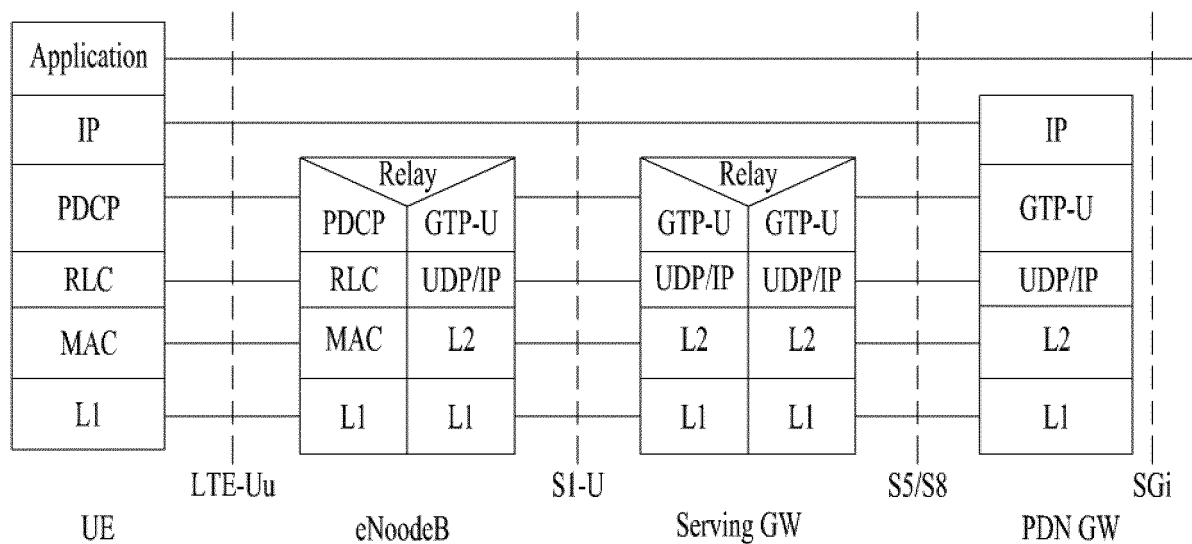 Application
IP
PDCP
RLC
MAC
L1
Relay
PDCP GTP-U
RLC UDP/IP
MAC L2
L1 L1
Relay
GTP-U GTP-U
UDP/IP UDP/IP
L2 L2
L1 L1
IP
GTP-U
UDP/IP
L2
L1
LTE-Uu S1-U S5/S8 SGi
UE eNoodeB Serving GW PDN GW